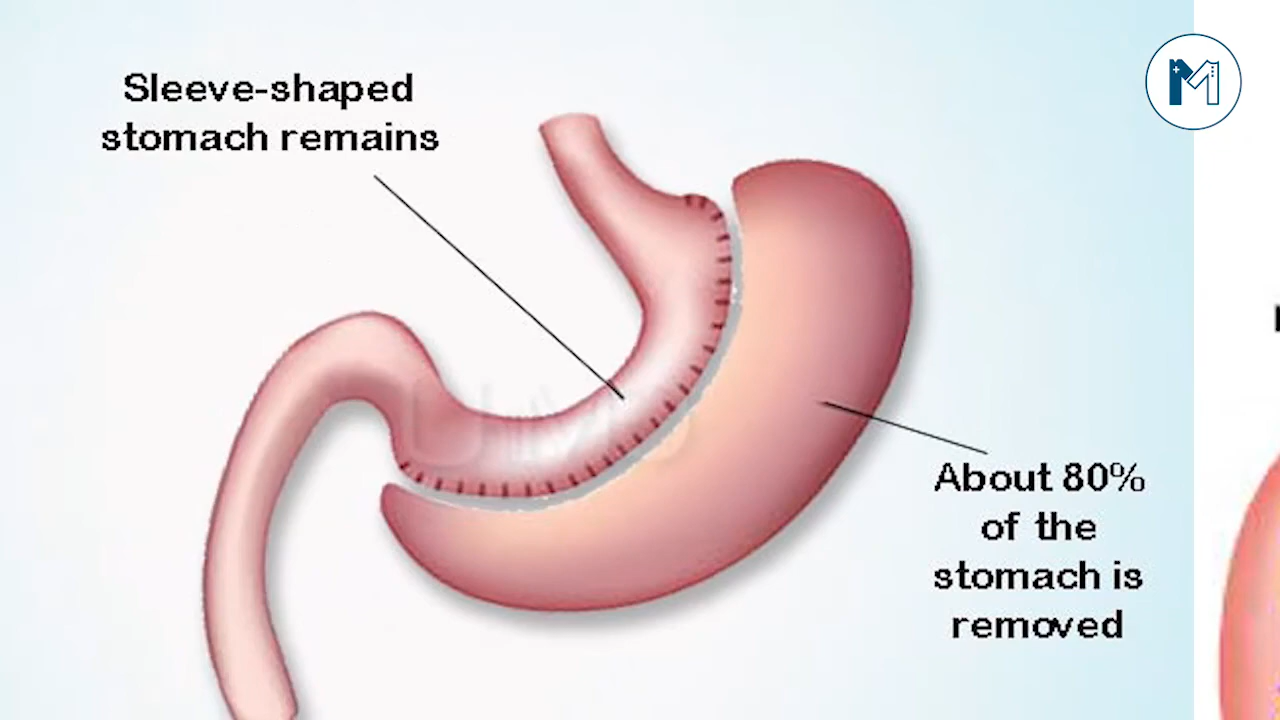 Sleeve-shaped
stomach remains
About 80%
of the
stomach is
removed